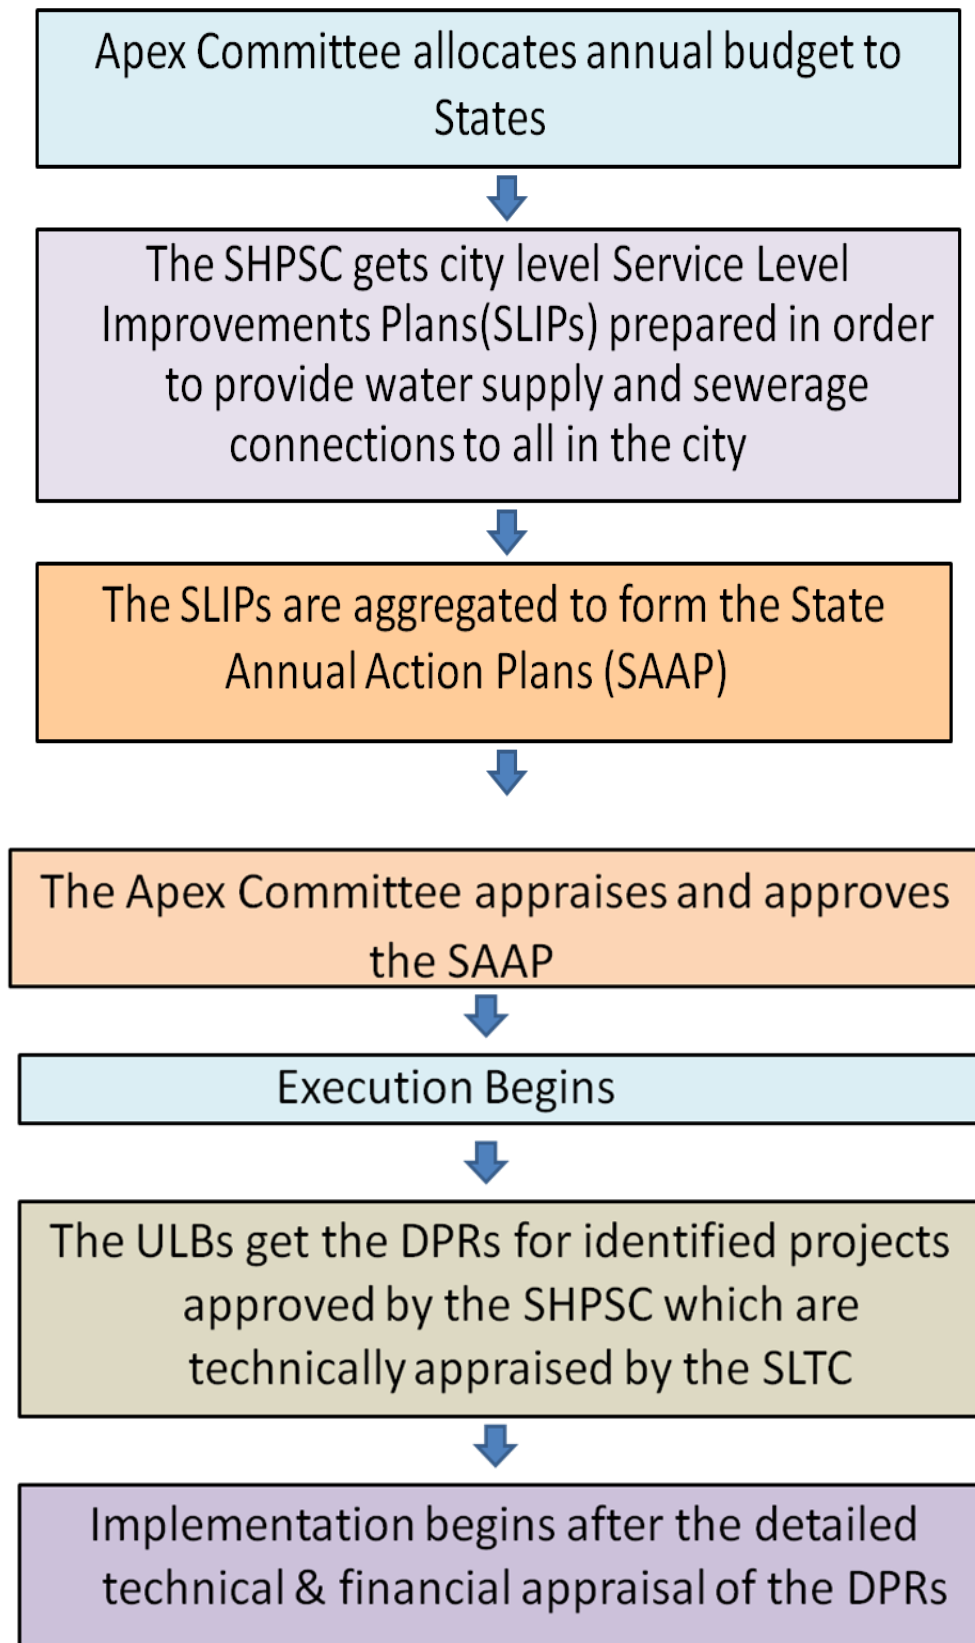 Apex Committee allocates annual budget to
States
The SHPSC gets city level Service Level
Improvements Plans(SLIPs) prepared in order
to provide water supply and sewerage
connections to all in the city
The SLIPs are aggregated to form the State
Annual Action Plans (SAAP)
The Apex Committee appraises and approves
the SAAP
Execution Begins
The ULBs get the DPRs for identified projects
approved by the SHPSC which are
technically appraised by the SLTC
Implementation begins after the detailed
technical & financial appraisal of the DPRs